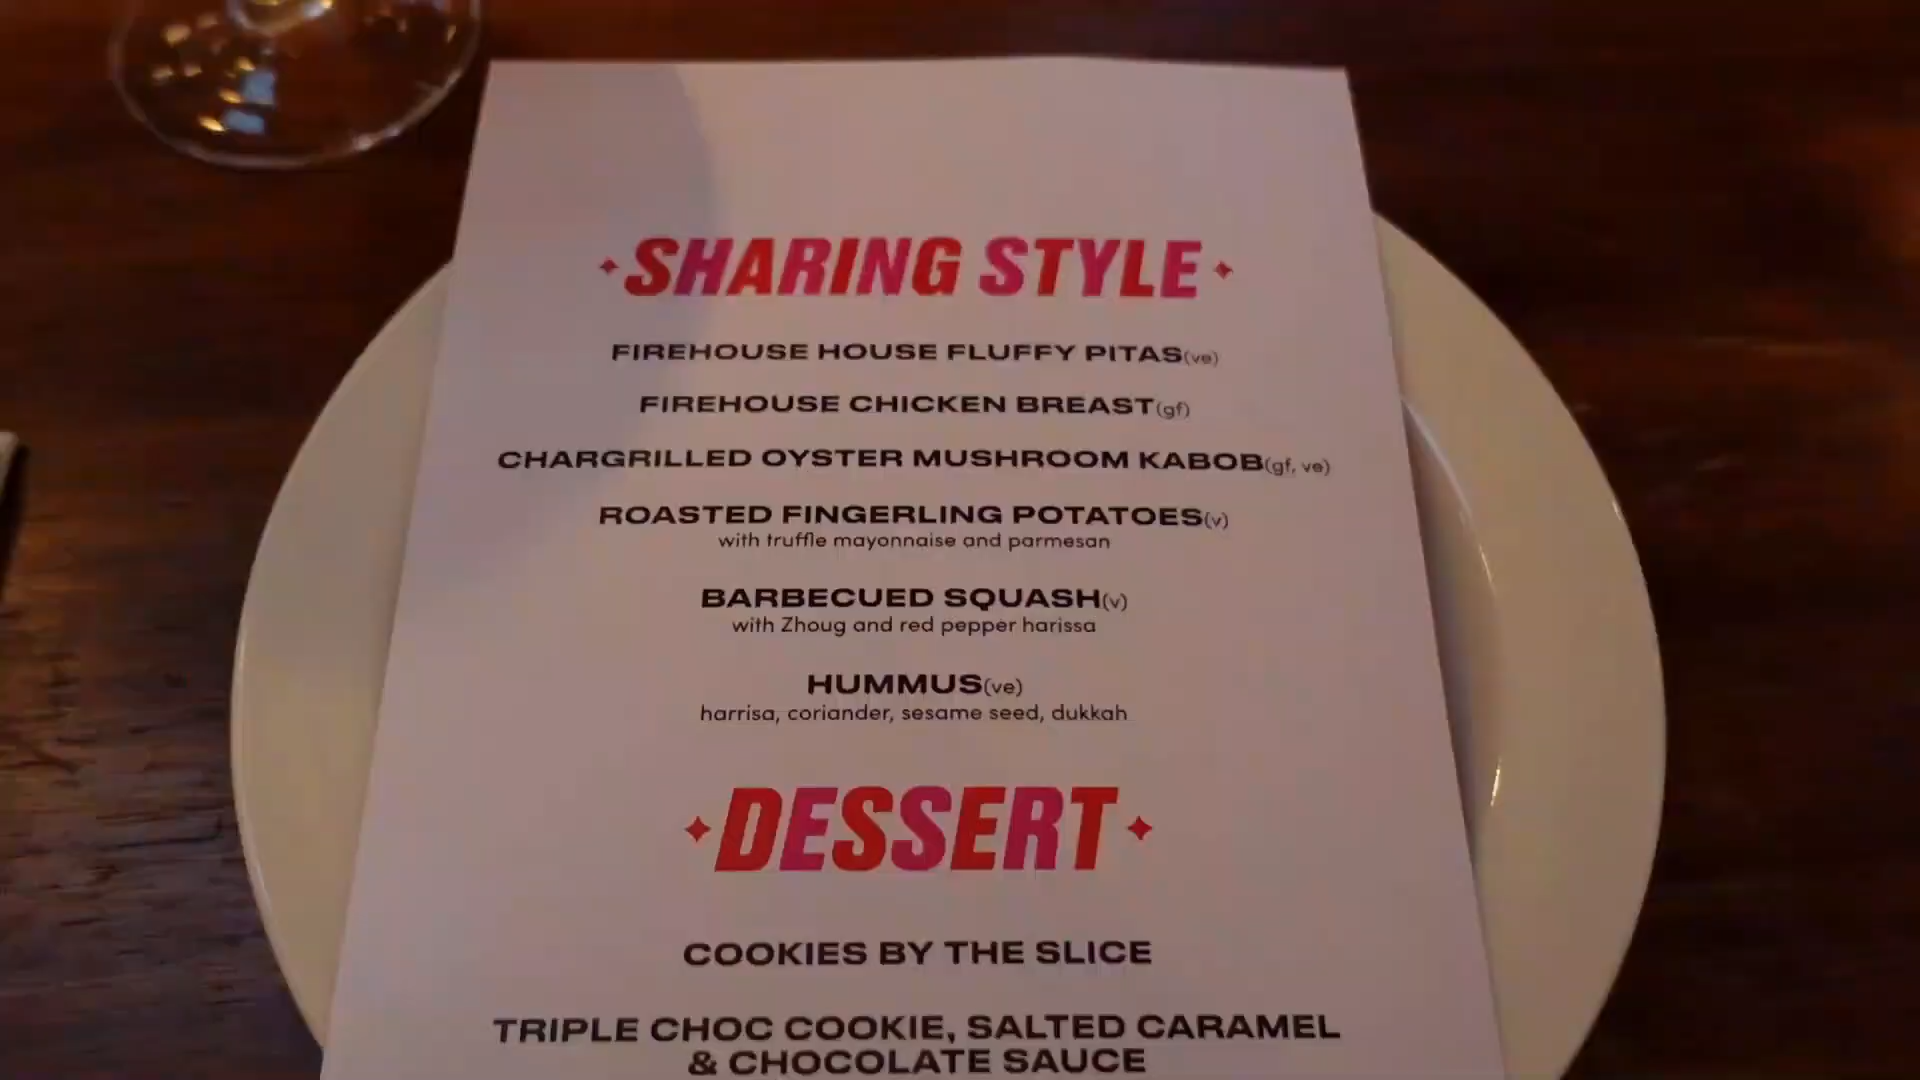 SHARING STYLE
FIREHOUSE HOUSE FLUFFY PITAS(ve)
FIREHOUSE CHICKEN BREAST(gf)
CHARGRILLED OYSTER MUSHROOM KABOB(gf, ve)
ROASTED FINGERLING POTATOES(v)
with truffle mayonnaise and parmesan
BARBECUED SQUASH(v)
with Zhoug and red pepper harissa
HUMMUS(ve)
harrisa, coriander, sesame seed, dukkah
DESSERT
COOKIES BY THE SLICE
TRIPLE CHOC COOKIE, SALTED CARAMEL
& CHOCOLATE SAUCE